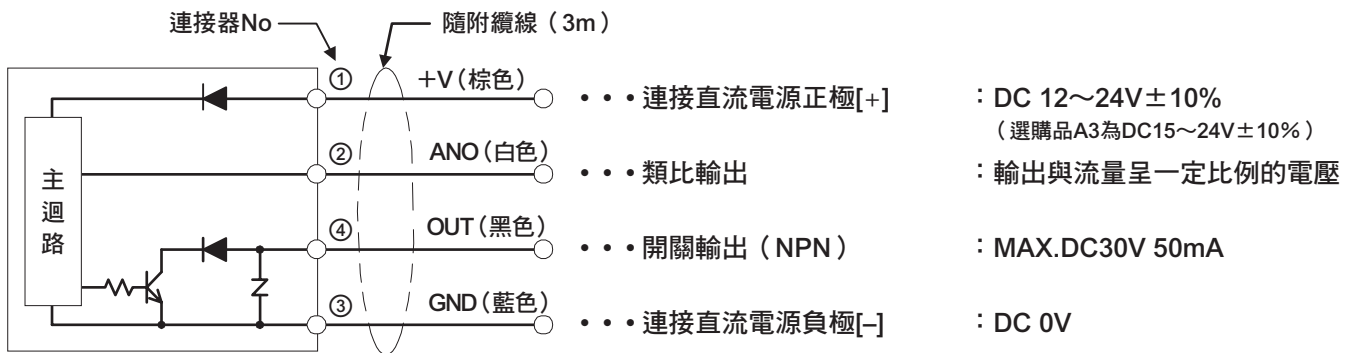 連接器No 隨附纜線（3m）
① +V（棕色） ・・・連接直流電源正極[+] ：DC 12～24V±10%
（選購品A3為DC15～24V±10%）
② ANO（白色） ・・・類比輸出 ：輸出與流量呈一定比例的電壓
主迴路
④ OUT（黑色） ・・・開關輸出（NPN） ：MAX.DC30V 50mA
③ GND（藍色） ・・・連接直流電源負極[–] ：DC 0V